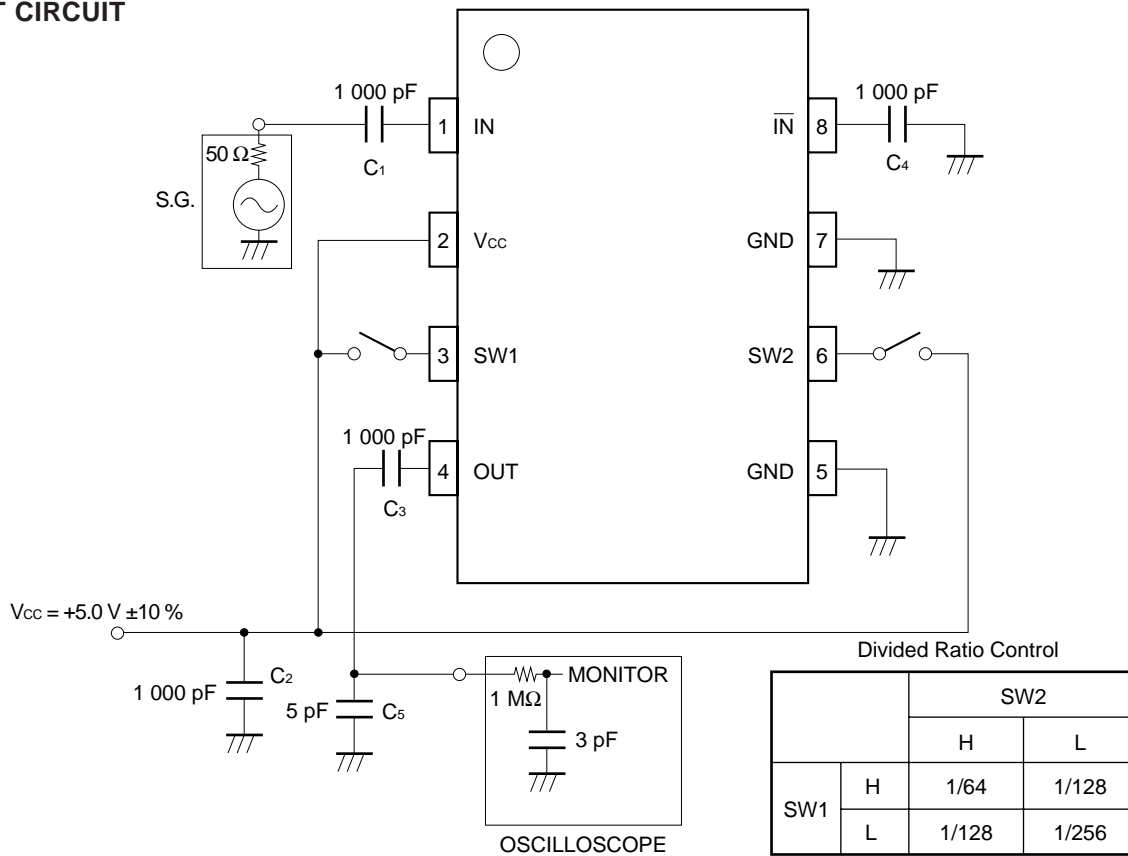 T CIRCUIT
1 000 pF
C1
50 Ω
S.G.
1
IN
2
VCC
3
SW1
1 000 pF
C3
4
OUT
IN
8
1 000 pF
C4
GND
7
SW2
6
GND
5
VCC = +5.0 V ±10 %
1 000 pF
C2
5 pF
C5
1 MΩ
MONITOR
3 pF
OSCILLOSCOPE
Divided Ratio Control
SW2
H L
SW1 H 1/64 1/128
L 1/128 1/256